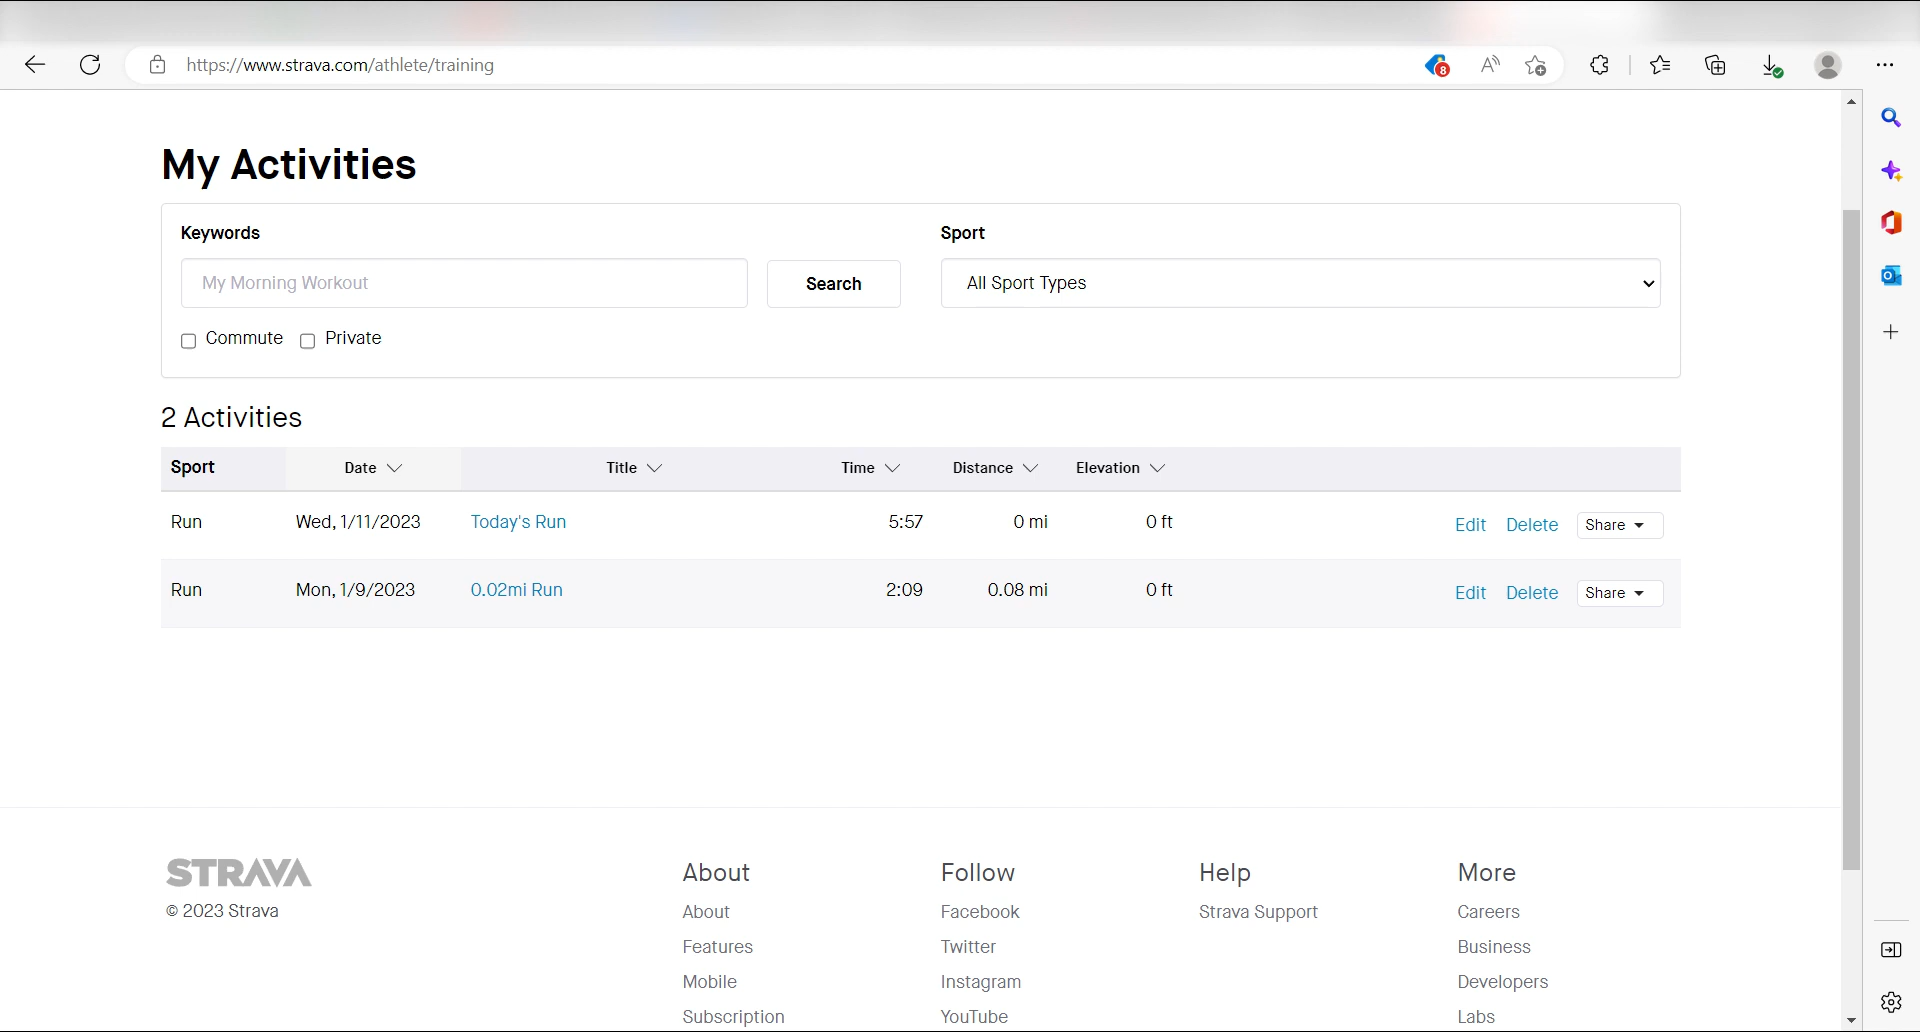 https://www.strava.com/athlete/training
8
My Activities
Keywords
Sport
My Morning Workout
Search
All Sport Types
Commute
Private
2 Activities
Sport Date Title Time Distance Elevation
Run Wed, 1/11/2023 Today's Run 5:57 0 mi 0 ft Edit Delete Share
Run Mon, 1/9/2023 0.02mi Run 2:09 0.08 mi 0 ft Edit Delete Share
STRAVA
© 2023 Strava
About
About
Features
Mobile
Subscription
Follow
Facebook
Twitter
Instagram
YouTube
Help
Strava Support
More
Careers
Business
Developers
Labs